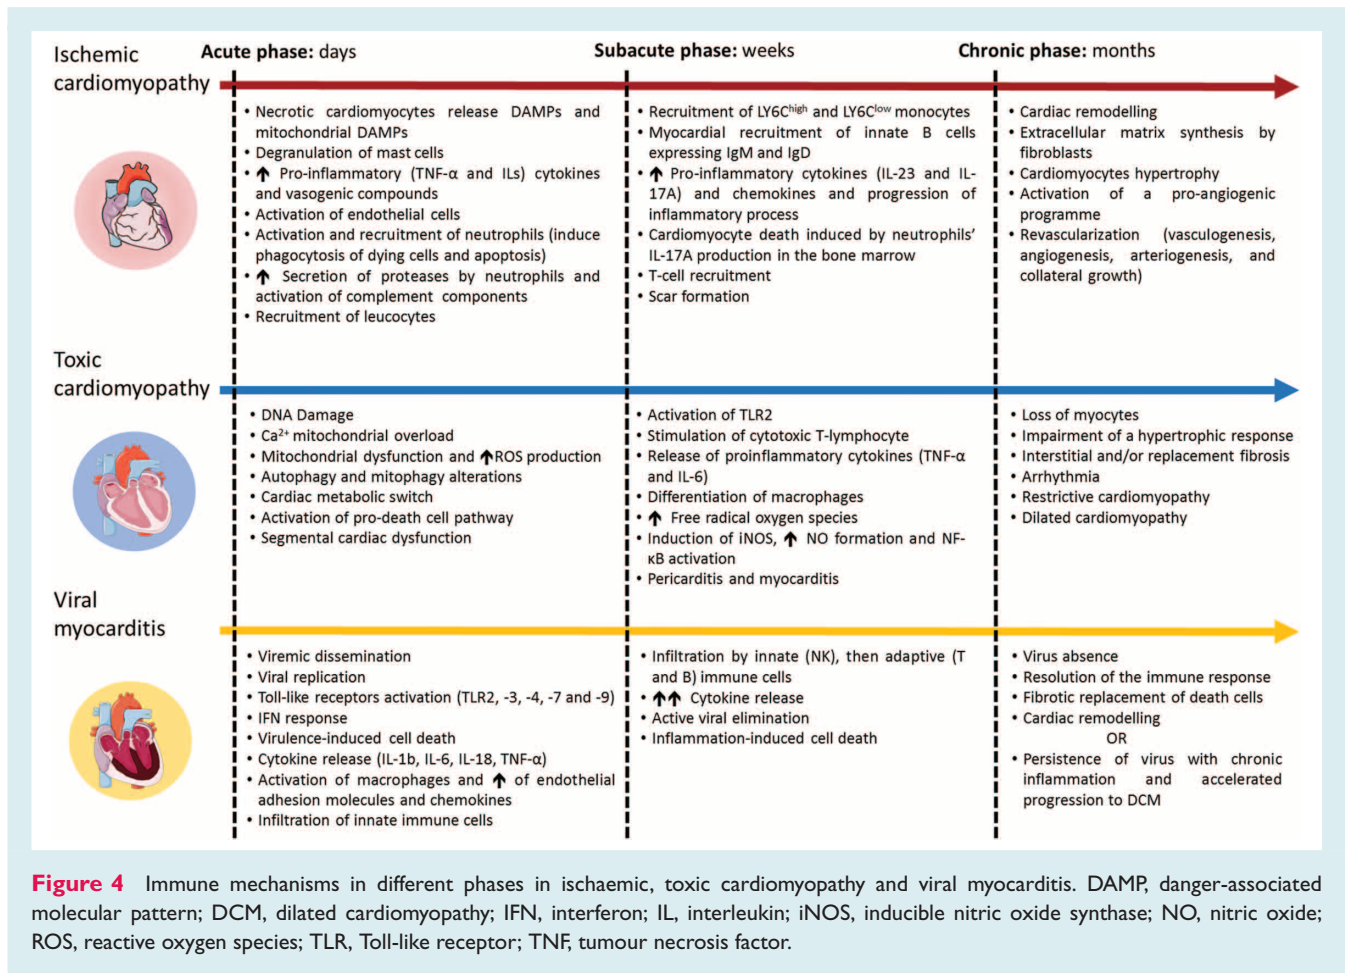 Ischemic
cardiomyopathy
Acute phase: days
Subacute phase: weeks
Chronic phase: months
• Necrotic cardiomyocytes release DAMPs and
mitochondrial DAMPs
• Degranulation of mast cells
• ↑ Pro-inflammatory (TNF-α and ILs) cytokines
and vasogenic compounds
• Activation of endothelial cells
• Activation and recruitment of neutrophils (induce
phagocytosis of dying cells and apoptosis)
• ↑ Secretion of proteases by neutrophils and
activation of complement components
• Recruitment of leucocytes
• Recruitment of LY6Chigh and LY6Clow monocytes
• Myocardial recruitment of innate B cells
expressing IgM and IgD
• ↑ Pro-inflammatory cytokines (IL-23 and IL-
17A) and chemokines and progression of
inflammatory process
• Cardiomyocyte death induced by neutrophils’
IL-17A production in the bone marrow
• T-cell recruitment
• Scar formation
• Cardiac remodelling
• Extracellular matrix synthesis by
fibroblasts
• Cardiomyocytes hypertrophy
• Activation of a pro-angiogenic
programme
• Revascularization (vasculogenesis,
angiogenesis, arteriogenesis, and
collateral growth)
Toxic
cardiomyopathy
• DNA Damage
• Ca2+ mitochondrial overload
• Mitochondrial dysfunction and ↑ROS production
• Autophagy and mitophagy alterations
• Cardiac metabolic switch
• Activation of pro-death cell pathway
• Segmental cardiac dysfunction
• Activation of TLR2
• Stimulation of cytotoxic T-lymphocyte
• Release of proinflammatory cytokines (TNF-α
and IL-6)
• Differentiation of macrophages
• ↑ Free radical oxygen species
• Induction of iNOS, ↑ NO formation and NF-
κB activation
• Pericarditis and myocarditis
• Loss of myocytes
• Impairment of a hypertrophic response
• Interstitial and/or replacement fibrosis
• Arrhythmia
• Restrictive cardiomyopathy
• Dilated cardiomyopathy
Viral
myocarditis
• Viremic dissemination
• Viral replication
• Toll-like receptors activation (TLR2, -3, -4, -7 and -9)
• IFN response
• Virulence-induced cell death
• Cytokine release (IL-1b, IL-6, IL-18, TNF-α)
• Activation of macrophages and ↑ of endothelial
adhesion molecules and chemokines
• Infiltration of innate immune cells
• Infiltration by innate (NK), then adaptive (T
and B) immune cells
• ↑↑ Cytokine release
• Active viral elimination
• Inflammation-induced cell death
• Virus absence
• Resolution of the immune response
• Fibrotic replacement of death cells
• Cardiac remodelling
OR
• Persistence of virus with chronic
inflammation and accelerated
progression to DCM
Figure 4 Immune mechanisms in different phases in ischaemic, toxic cardiomyopathy and viral myocarditis. DAMP, danger-associated
molecular pattern; DCM, dilated cardiomyopathy; IFN, interferon; IL, interleukin; iNOS, inducible nitric oxide synthase; NO, nitric oxide;
ROS, reactive oxygen species; TLR, Toll-like receptor; TNF, tumour necrosis factor.